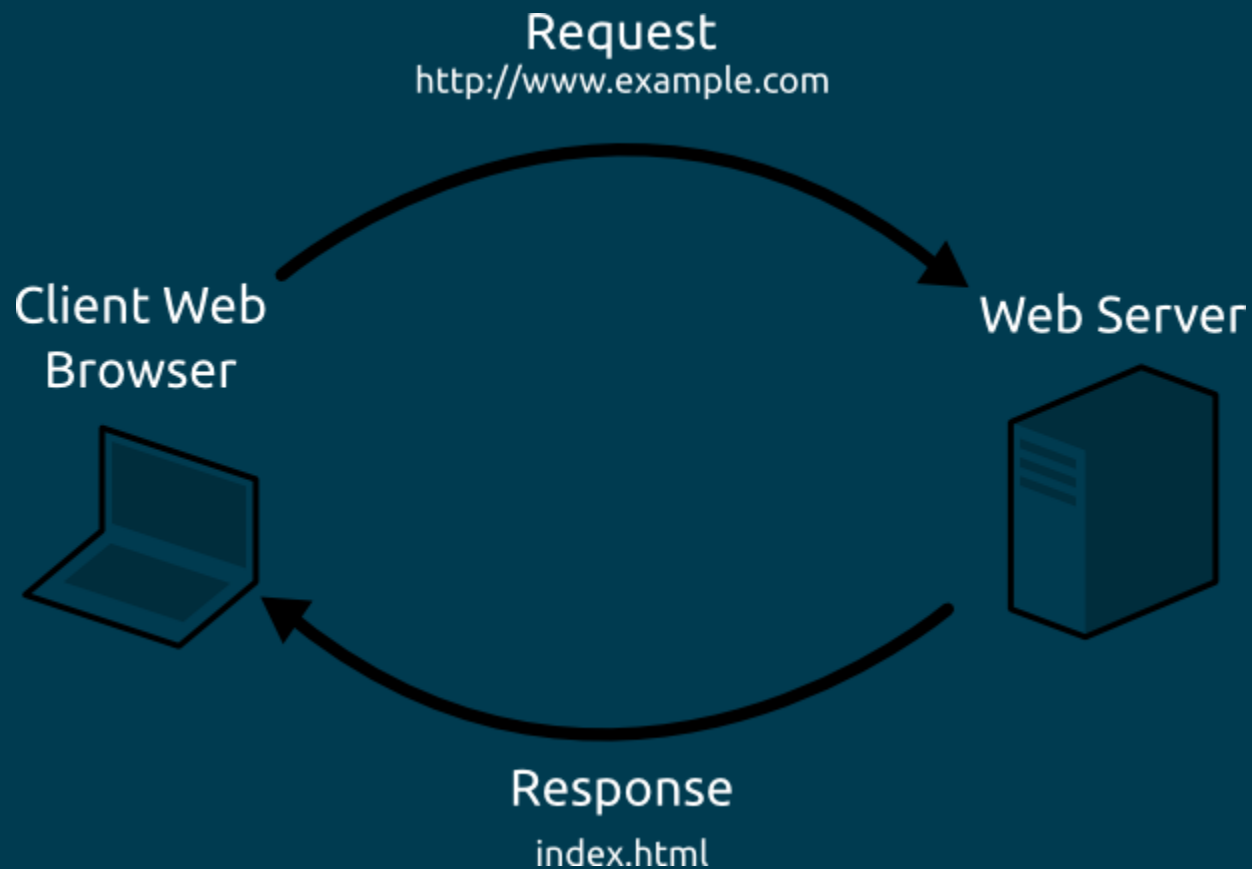 Request
http://www.example.com
Client Web
Browser
Web Server
Response
index.html